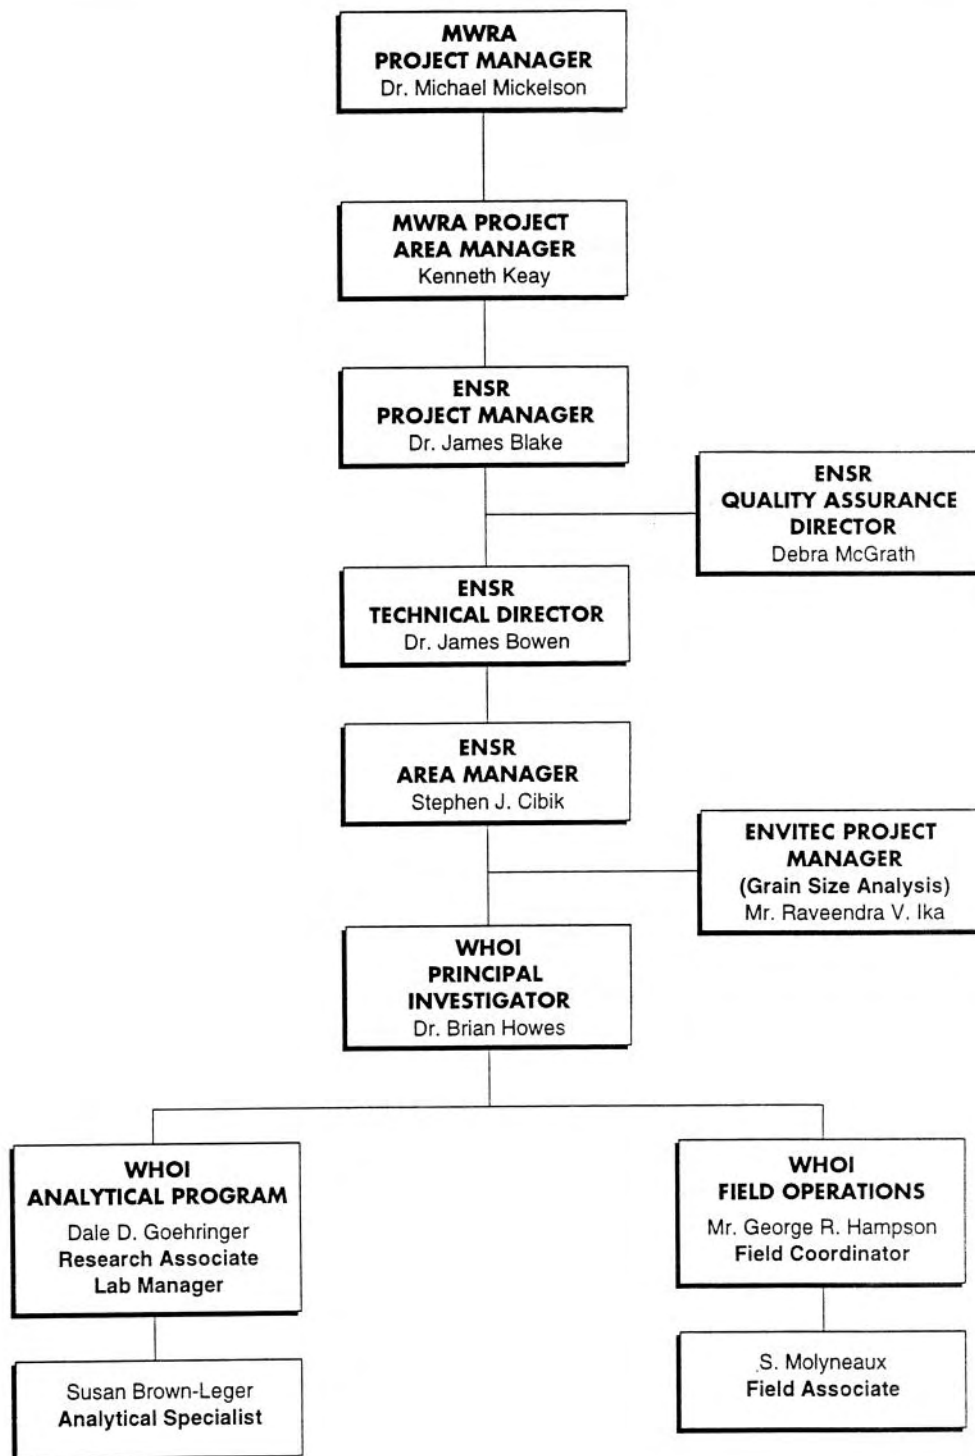 MWRA
PROJECT MANAGER
Dr. Michael Mickelson
MWRA PROJECT
AREA MANAGER
Kenneth Keay
ENSR
PROJECT MANAGER
Dr. James Blake
ENSR
QUALITY ASSURANCE
DIRECTOR
Debra McGrath
ENSR
TECHNICAL DIRECTOR
Dr. James Bowen
ENSR
AREA MANAGER
Stephen J. Cibik
ENVITEC PROJECT
MANAGER
(Grain Size Analysis)
Mr. Raveendra V. Ika
WHOI
PRINCIPAL
INVESTIGATOR
Dr. Brian Howes
WHOI
ANALYTICAL PROGRAM
Dale D. Goehringer
Research Associate
Lab Manager
WHOI
FIELD OPERATIONS
Mr. George R. Hampson
Field Coordinator
Susan Brown-Leger
Analytical Specialist
S. Molyneaux
Field Associate